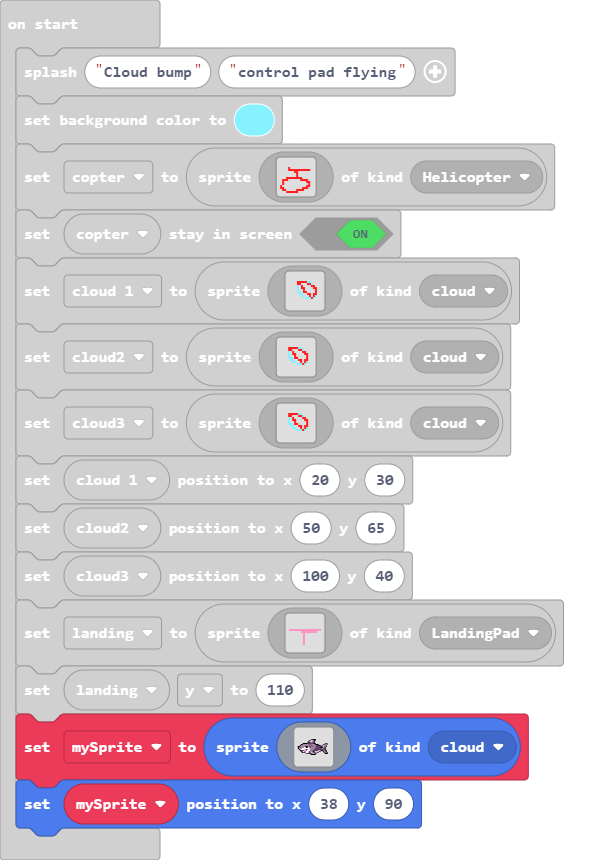 on start
splash "Cloud bump" "control pad flying"
set background color to
set copter to sprite of kind Helicopter
set copter stay in screen ON
set cloud 1 to sprite of kind cloud
set cloud2 to sprite of kind cloud
set cloud3 to sprite of kind cloud
set cloud 1 position to x 20 y 30
set cloud2 position to x 50 y 65
set cloud3 position to x 100 y 40
set landing to sprite of kind LandingPad
set landing y to 110
set mySprite to sprite of kind cloud
set mySprite position to x 38 y 90